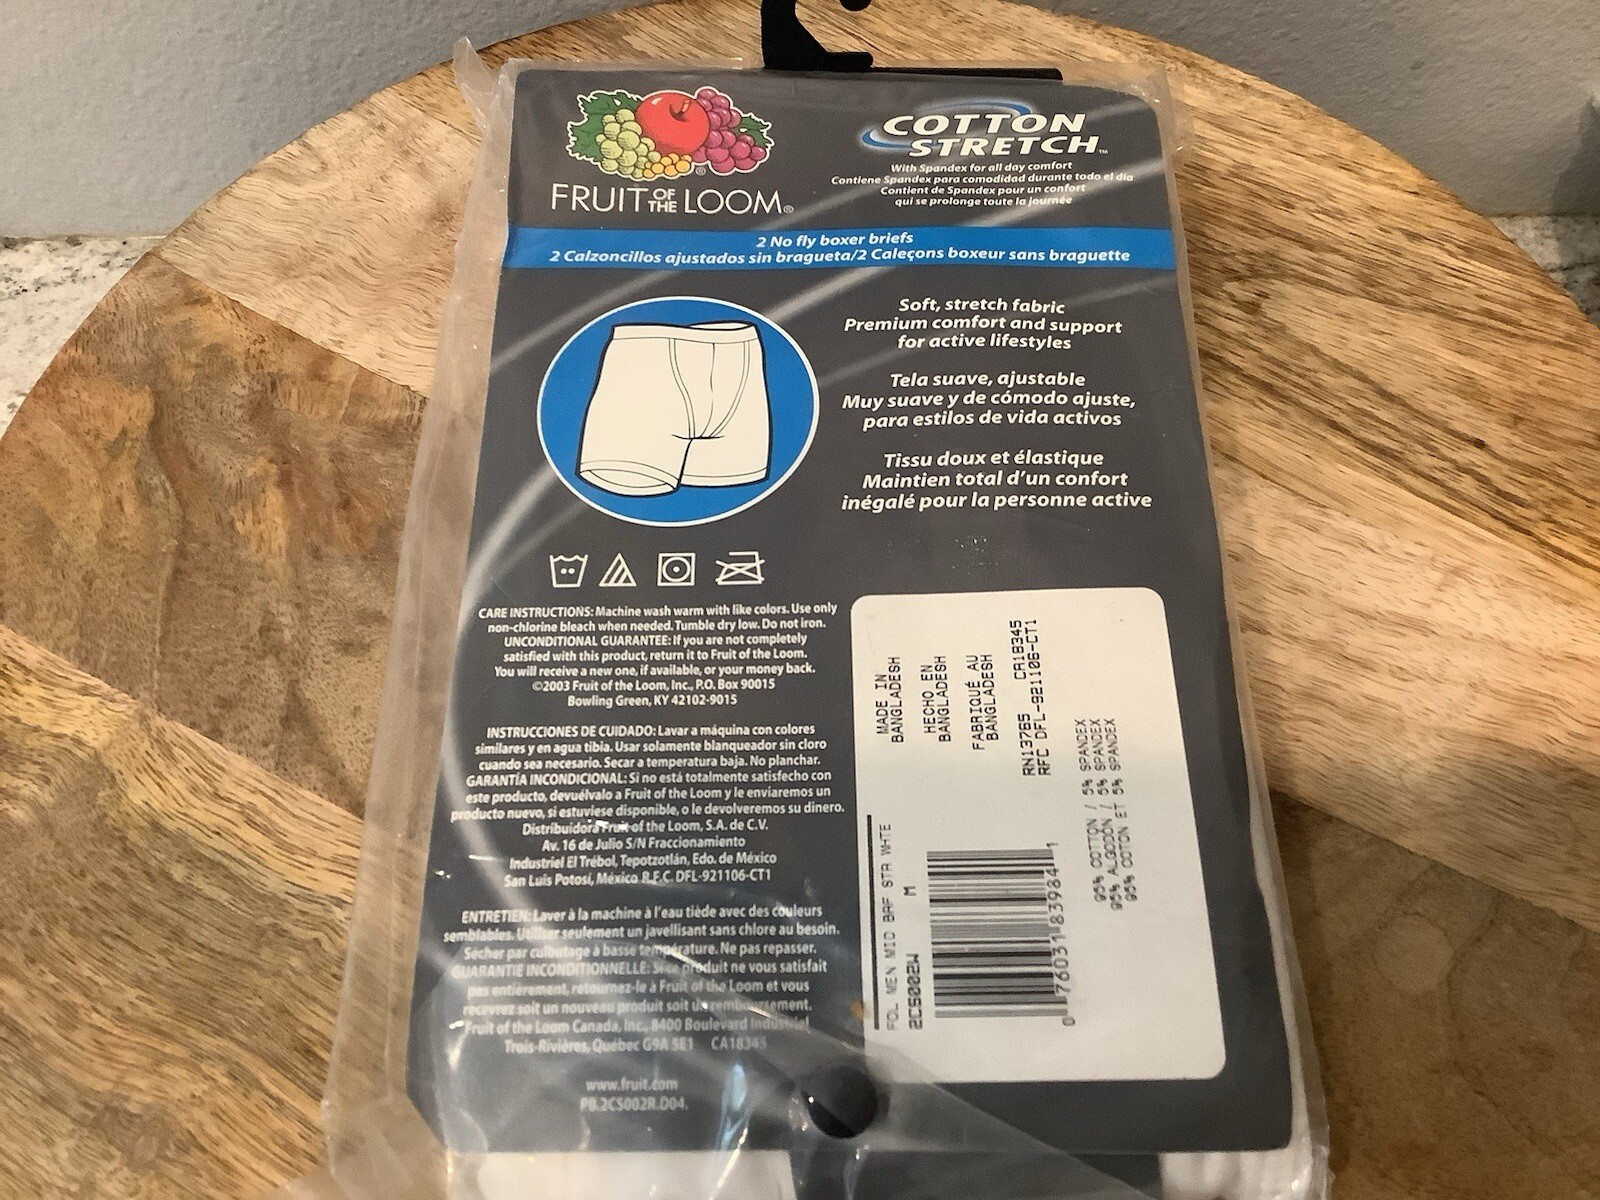 FRUIT OF THE LOOM®
COTTON
STRETCH™
With Spandex for all day comfort
Contiene Spandex para comodidad durante todo el día
Contient de Spandex pour un confort
qui se prolonge toute la journée
2 No fly boxer briefs
2 Calzoncillos ajustados sin bragueta/2 Caleçons boxeur sans braguette
Soft, stretch fabric
Premium comfort and support
for active lifestyles
Tela suave, ajustable
Muy suave y de cómodo ajuste,
para estilos de vida activos
Tissu doux et élastique
Maintien total d'un confort
inégalé pour la personne active
CARE INSTRUCTIONS: Machine wash warm with like colors. Use only
non-chlorine bleach when needed. Tumble dry low. Do not iron.
UNCONDITIONAL GUARANTEE: If you are not completely
satisfied with this product, return it to Fruit of the Loom.
You will receive a new one, if available, or your money back.
©2003 Fruit of the Loom, Inc., P.O. Box 90015
Bowling Green, KY 42102-9015
INSTRUCCIONES DE CUIDADO: Lavar a máquina con colores
similares y en agua tibia. Usar solamente blanqueador sin cloro
cuando sea necesario. Secar a temperatura baja. No planchar.
GARANTÍA INCONDICIONAL: Si no está totalmente satisfecho con
este producto, devuélvalo a Fruit of the Loom y le enviaremos un
producto nuevo, si estuviese disponible, o le devolveremos su dinero.
Distribuidora Fruit of the Loom, S.A. de C.V.
Av. 16 de Julio S/N Fraccionamiento
Industriel El Trébol, Tepotzotlán, Edo. de México
San Luis Potosí, México R.F.C. DFL-921106-CT1
ENTRETIEN: Laver à la machine à l'eau tiède avec des couleurs
semblables. Utiliser seulement un javellisant sans chlore au besoin.
Sécher par culbutage à basse température. Ne pas repasser.
GUARANTIE INCONDITIONNELLE: Si ce produit ne vous satisfait
pas entièrement, retournez-le à Fruit of the Loom et vous
recevrez soit un nouveau produit soit un remboursement.
Fruit of the Loom Canada, Inc., 8400 Boulevard Industriel
Trois-Rivières, Québec G9A 5E1 CA18345
www.fruit.com
PB.2CS002R.D04.
MADE IN
BANGLADESH
HECHO EN
BANGLADESH
FABRIQUÉ AU
BANGLADESH
RN13765 CA18345
RFC DFL-921106-CT1
95% COTTON / 5% SPANDEX
95% ALGODON / 5% SPANDEX
95% COTON ET 5% SPANDEX
FOL MEN MID BRF STR WHTE
2CS002W M
0 76031 83984 1